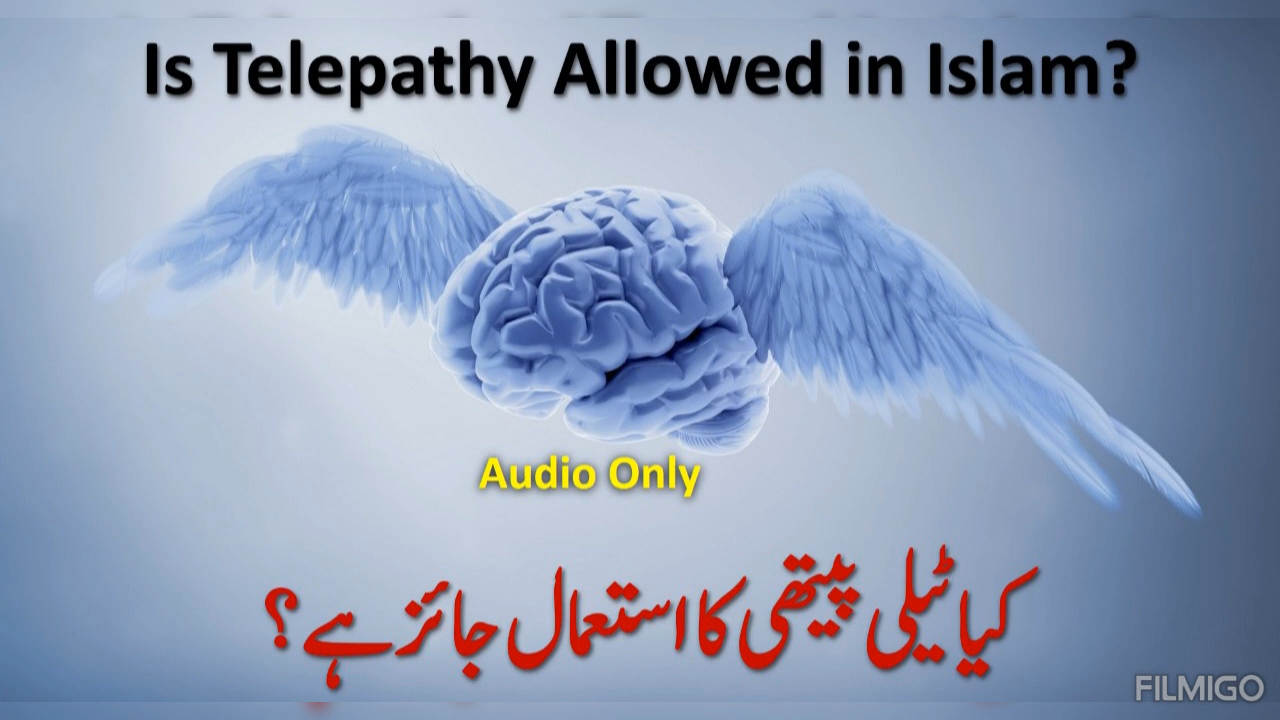 Is Telepathy Allowed in Islam?
Audio Only
کیا ٹیلی پیتھی کا استعمال جائز ہے؟
FILMIGO